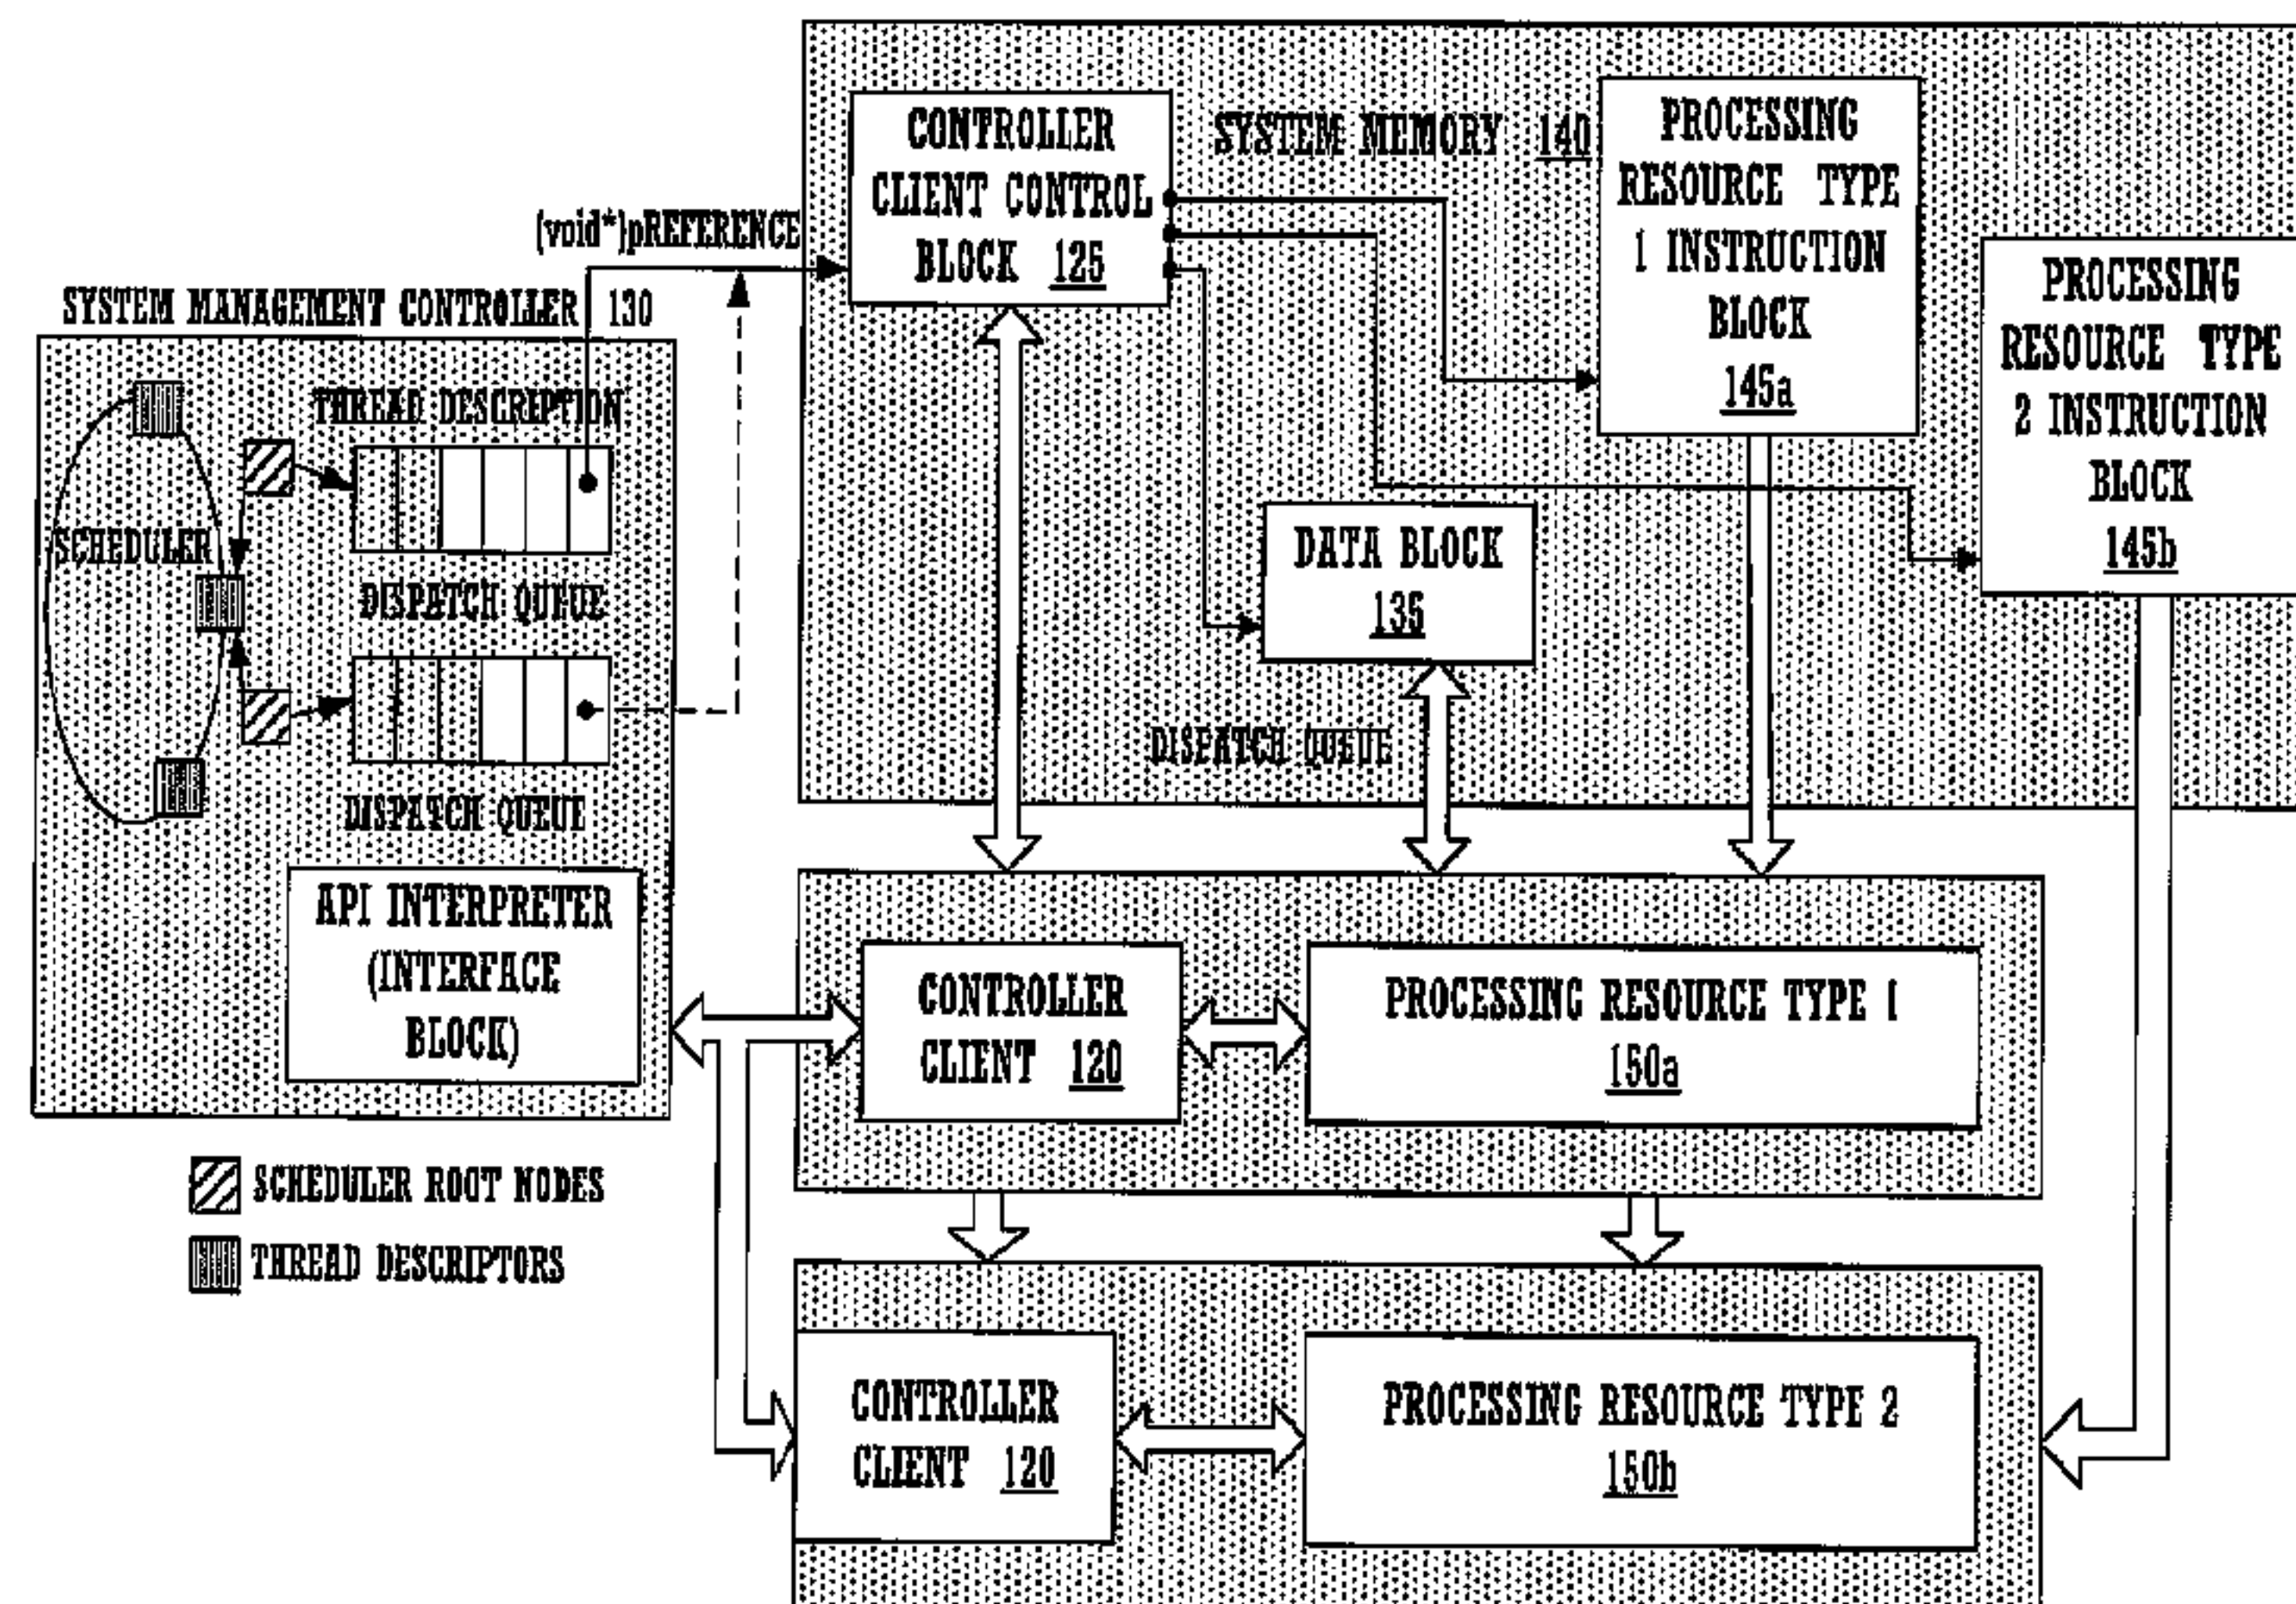 CONTROLLER
CLIENT CONTROL
BLOCK 125
SYSTEM MEMORY 140
PROCESSING
RESOURCE TYPE
1 INSTRUCTION
BLOCK
145a
PROCESSING
RESOURCE TYPE
2 INSTRUCTION
BLOCK
145b
(void*)pREFERENCE
SYSTEM MANAGEMENT CONTROLLER 130
THREAD DESCRIPTION
SCHEDULER
DISPATCH QUEUE
DISPATCH QUEUE
DATA BLOCK
135
DISPATCH QUEUE
API INTERPRETER
(INTERFACE
BLOCK)
CONTROLLER
CLIENT 120
PROCESSING RESOURCE TYPE 1
150a
SCHEDULER ROOT NODES
THREAD DESCRIPTORS
CONTROLLER
CLIENT 120
PROCESSING RESOURCE TYPE 2
150b